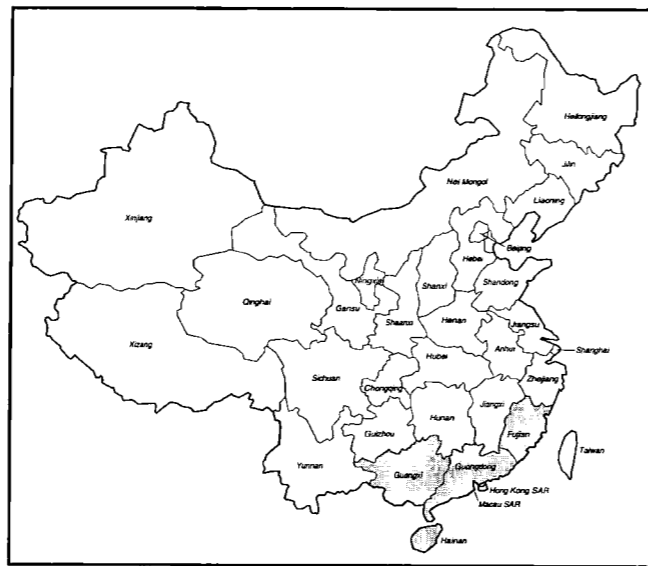 Heilongjiang
Jilin
Nei Mongol
Liaoning
Xinjiang
Beijing
Hebei
Ningxia
Shanxi
Shandong
Qinghai
Gansu
Shaanxi
Henan
Jiangsu
Xizang
Anhui
Shanghai
Hubei
Sichuan
Chongqing
Zhejiang
Hunan
Jiangxi
Guizhou
Fujian
Taiwan
Yunnan
Guangxi
Guangdong
Hong Kong SAR
Macau SAR
Hainan